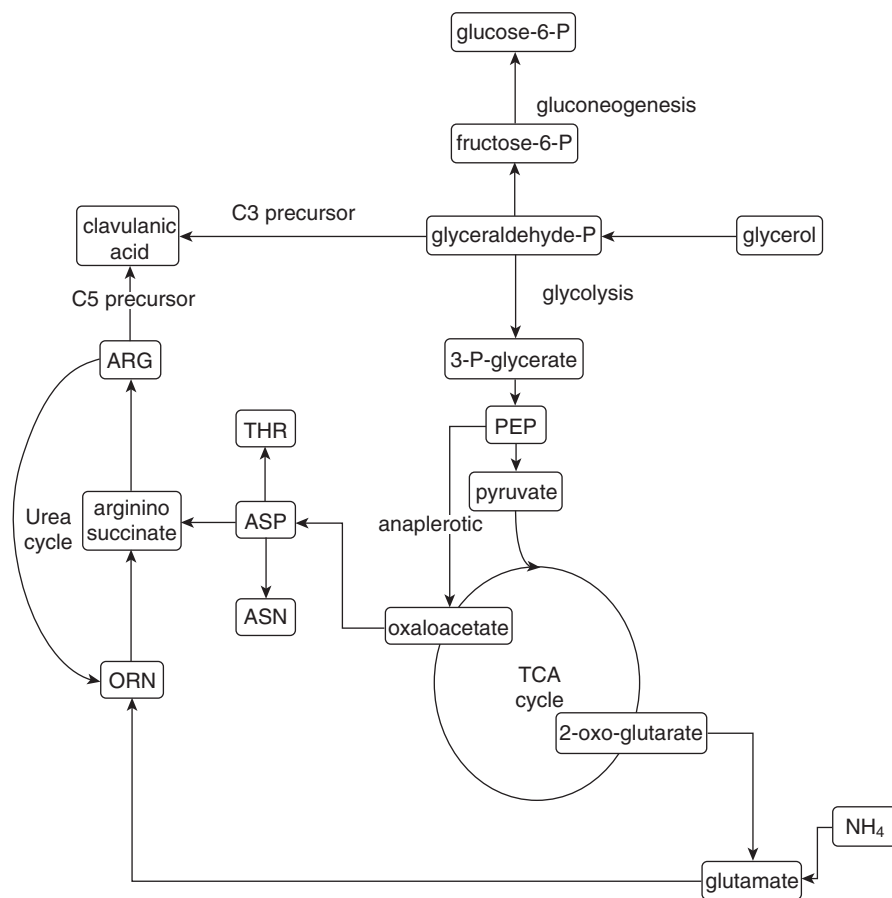 glucose-6-P
gluconeogenesis
fructose-6-P
C3 precursor
clavulanic
acid
glyceraldehyde-P
glycerol
C5 precursor
glycolysis
ARG
3-P-glycerate
THR
PEP
pyruvate
Urea
cycle
arginino
succinate
ASP
anaplerotic
ASN
oxaloacetate
ORN
TCA
cycle
2-oxo-glutarate
NH₄
glutamate